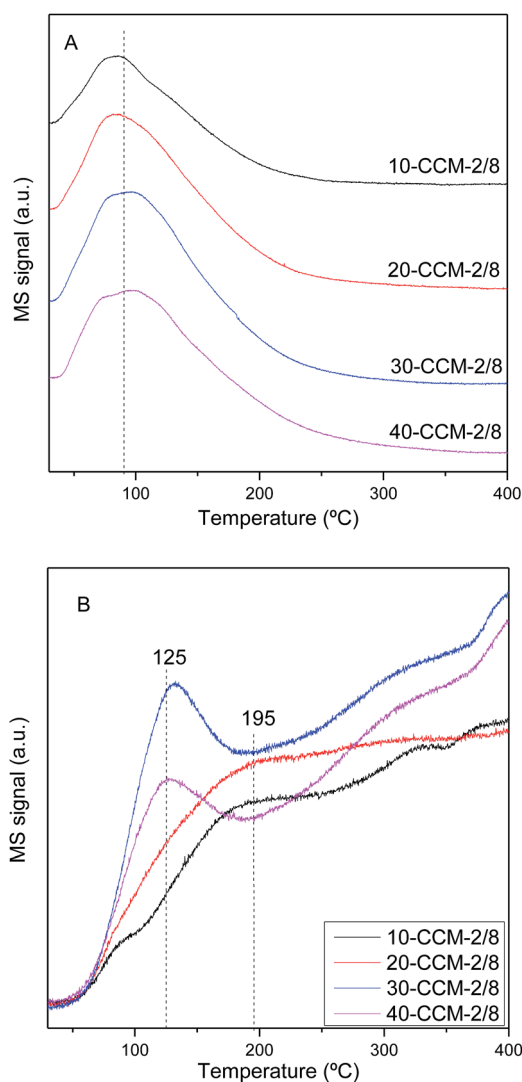 A
10-CCM-2/8
20-CCM-2/8
30-CCM-2/8
40-CCM-2/8
MS signal (a.u.)
100 200 300 400
Temperature (ºC)
B
125
195
MS signal (a.u.)
10-CCM-2/8
20-CCM-2/8
30-CCM-2/8
40-CCM-2/8
100 200 300 400
Temperature (ºC)